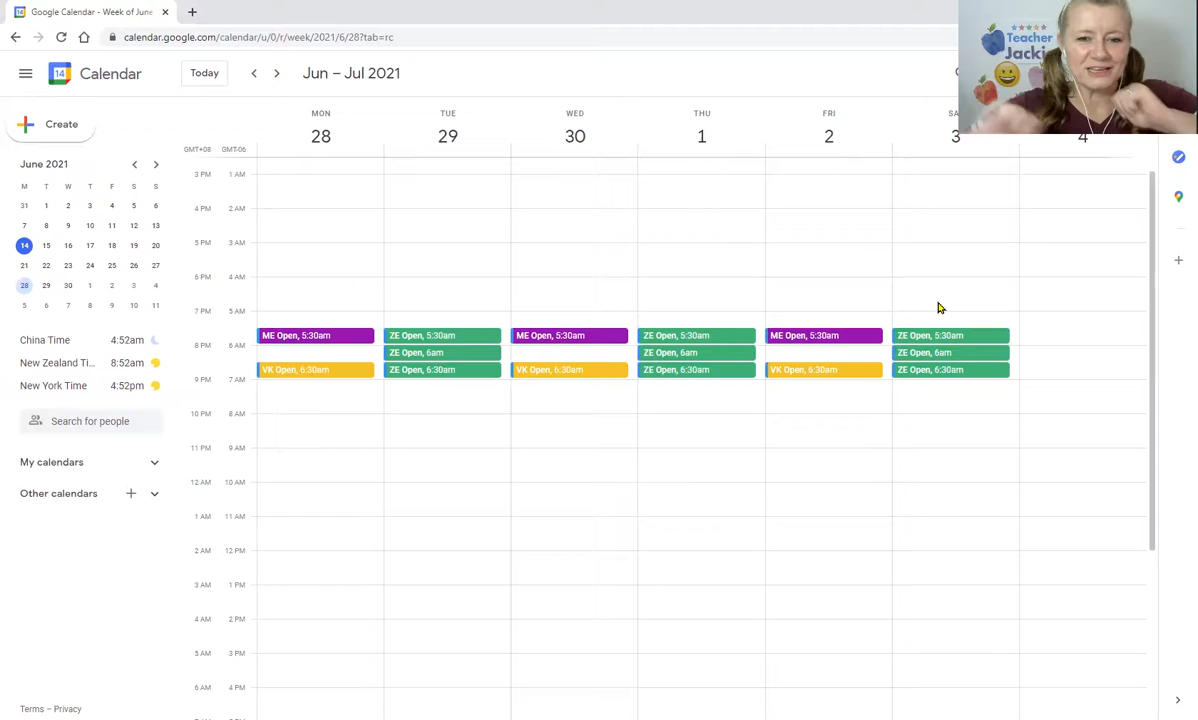 Google Calendar - Week of June
calendar.google.com/calendar/u/0/r/week/2021/6/28?tab=rc
14 Calendar
Today
Jun – Jul 2021
Teacher
Jacki
Create
MON TUE WED THU FRI SA
28 29 30 1 2 3 4
GMT+08 GMT-06
June 2021
M T W T F S S
31 1 2 3 4 5 6
7 8 9 10 11 12 13
14 15 16 17 18 19 20
21 22 23 24 25 26 27
28 29 30 1 2 3 4
5 6 7 8 9 10 11
China Time 4:52am
New Zealand Ti... 8:52am
New York Time 4:52pm
Search for people
My calendars
Other calendars
Terms – Privacy
3 PM 1 AM
4 PM 2 AM
5 PM 3 AM
6 PM 4 AM
7 PM 5 AM
ME Open, 5:30am ZE Open, 5:30am ME Open, 5:30am ZE Open, 5:30am ME Open, 5:30am ZE Open, 5:30am
8 PM 6 AM
ZE Open, 6am ZE Open, 6am ZE Open, 6am
VK Open, 6:30am ZE Open, 6:30am VK Open, 6:30am ZE Open, 6:30am VK Open, 6:30am ZE Open, 6:30am
9 PM 7 AM
10 PM 8 AM
11 PM 9 AM
12 AM 10 AM
1 AM 11 AM
2 AM 12 PM
3 AM 1 PM
4 AM 2 PM
5 AM 3 PM
6 AM 4 PM